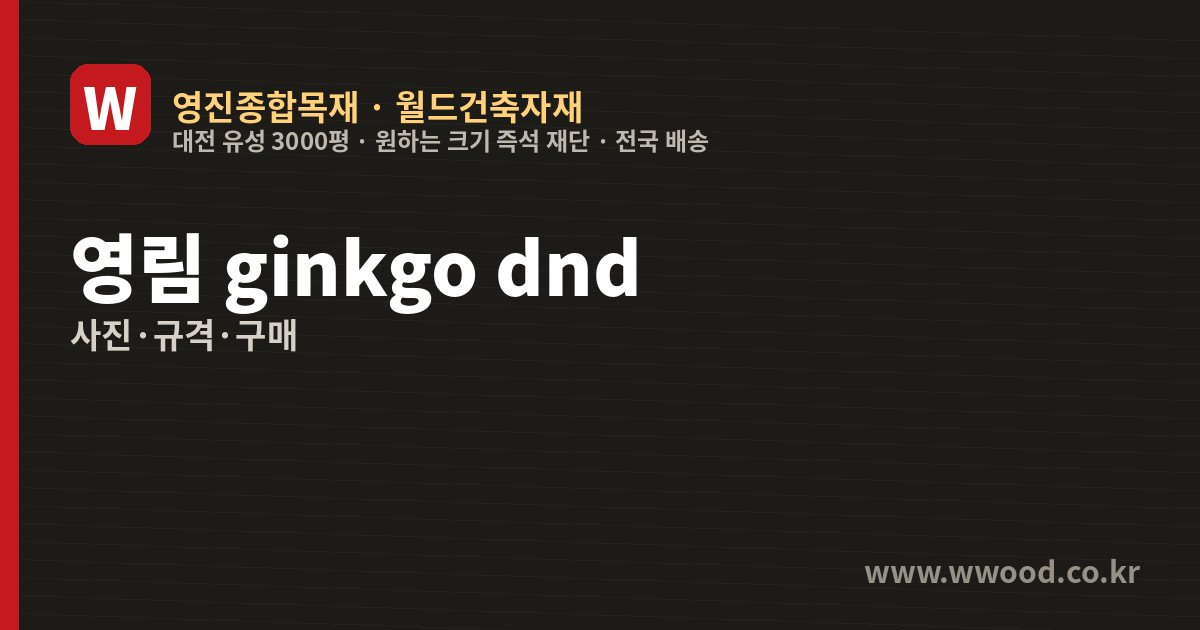 W
영진종합목재 · 월드건축자재
대전 유성 3000평 · 원하는 크기 즉석 재단 · 전국 배송
영림 ginkgo dnd
사진·규격·구매
www.wwood.co.kr